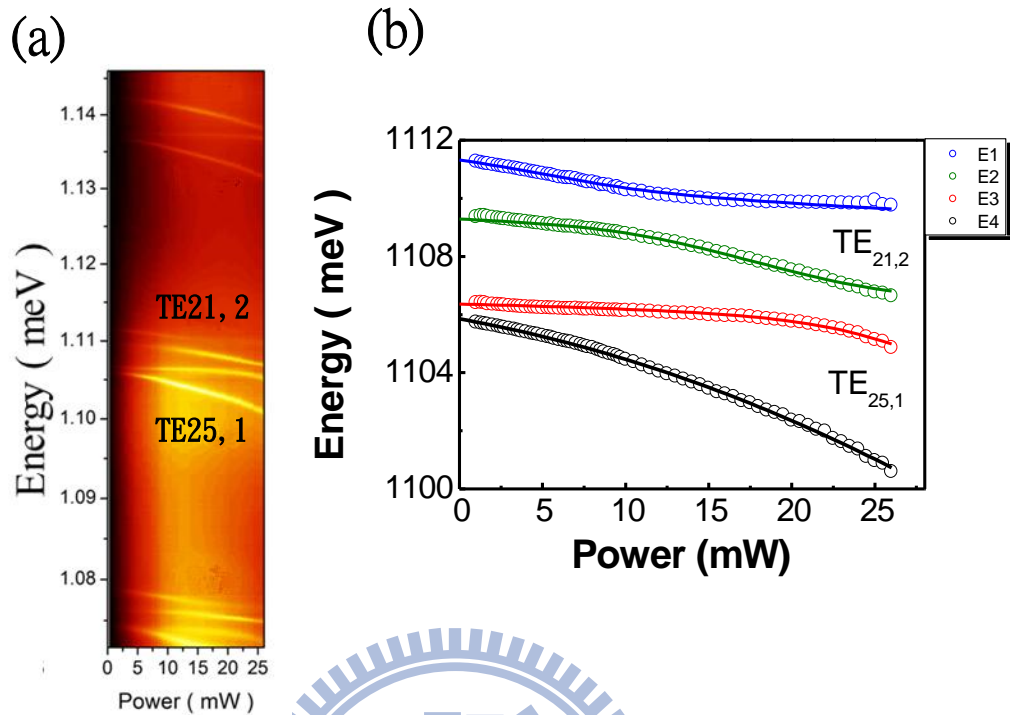 (a)
1.14
1.13
1.12
1.11
1.10
1.09
1.08
Energy ( meV )
TE21, 2
TE25, 1
0 5 10 15 20 25
Power ( mW )
(b)
1112
1108
1104
1100
Energy ( meV )
E1
E2
E3
E4
TE21,2
TE25,1
0 5 10 15 20 25
Power (mW)